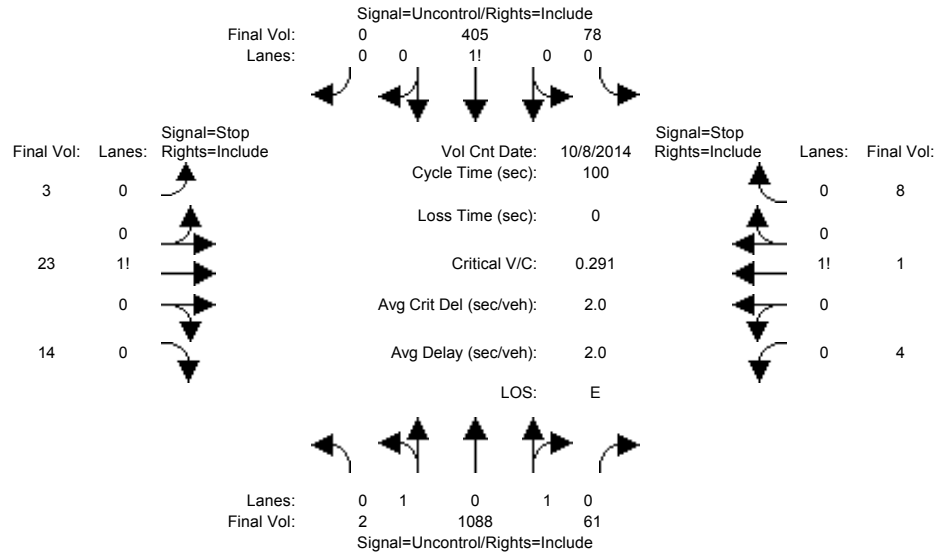 Signal=Uncontrol/Rights=Include
Final Vol: 0 405 78
Lanes: 0 0 1! 0 0
Signal=Stop Signal=Stop
Final Vol: Lanes: Rights=Include Vol Cnt Date: 10/8/2014 Rights=Include Lanes: Final Vol:
Cycle Time (sec): 100
3 0 0 8
Loss Time (sec): 0
0 0
23 1! Critical V/C: 0.291 1! 1
0 Avg Crit Del (sec/veh): 2.0 0
14 0 Avg Delay (sec/veh): 2.0 0 4
LOS: E
Lanes: 0 1 0 1 0
Final Vol: 2 1088 61
Signal=Uncontrol/Rights=Include